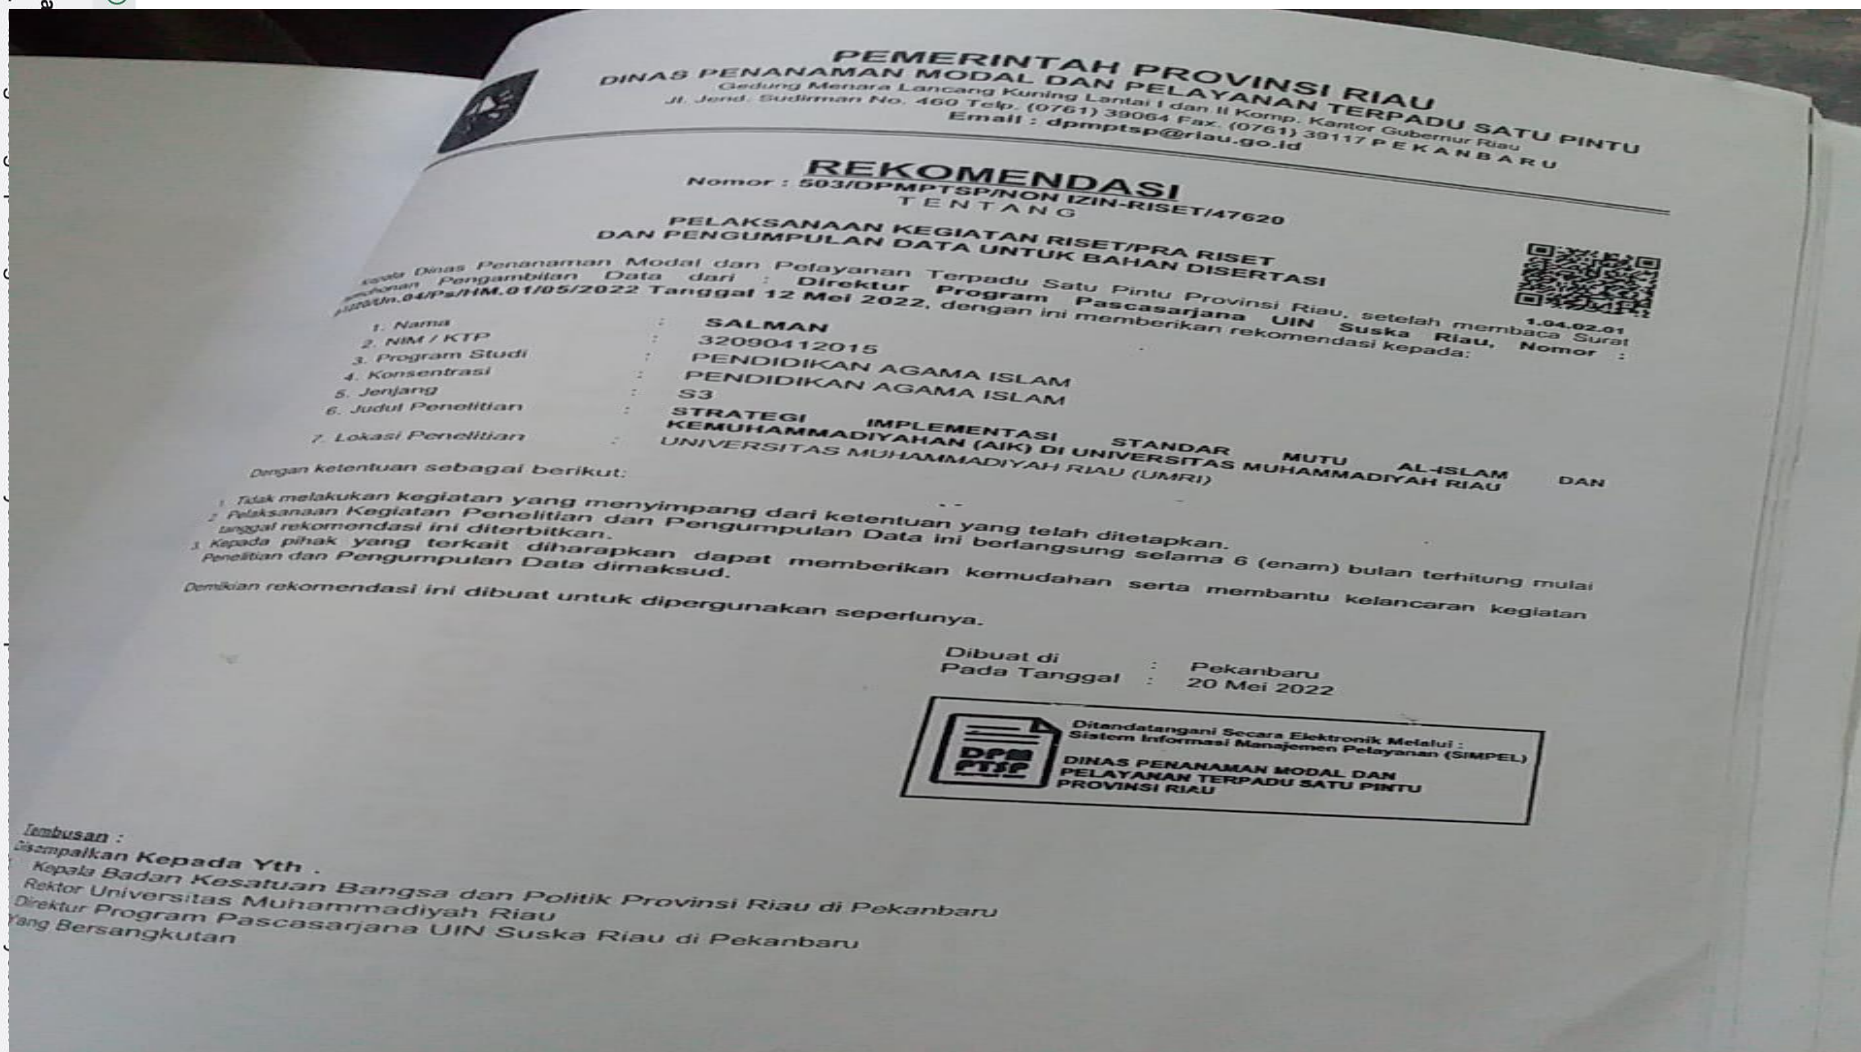 PEMERINTAH PROVINSI RIAU
DINAS PENANAMAN MODAL DAN PELAYANAN TERPADU SATU PINTU
Gedung Menara Lancang Kuning Lantai I dan II Komp. Kantor Gubernur Riau
Jl. Jend. Sudirman No. 460 Telp. (0761) 39064 Fax. (0761) 39117 P E K A N B A R U
Email : dpmptsp@riau.go.id
REKOMENDASI
Nomor : 503/DPMPTSP/NON IZIN-RISET/47620
T E N T A N G
PELAKSANAAN KEGIATAN RISET/PRA RISET
DAN PENGUMPULAN DATA UNTUK BAHAN DISERTASI
1.04.02.01
Kepala Dinas Penanaman Modal dan Pelayanan Terpadu Satu Pintu Provinsi Riau, setelah membaca Surat
Pengambilan Data dari : Direktur Program Pascasarjana UIN Suska Riau, Nomor :
Tanggal 12 Mei 2022, dengan ini memberikan rekomendasi kepada:
1. Nama : SALMAN
2. NIM / KTP : 32090412015
3. Program Studi : PENDIDIKAN AGAMA ISLAM
4. Konsentrasi : PENDIDIKAN AGAMA ISLAM
5. Jenjang : S3
6. Judul Penelitian : STRATEGI IMPLEMENTASI STANDAR MUTU AL-ISLAM DAN
KEMUHAMMADIYAHAN (AIK) DI UNIVERSITAS MUHAMMADIYAH RIAU
7. Lokasi Penelitian : UNIVERSITAS MUHAMMADIYAH RIAU (UMRI)
Dengan ketentuan sebagai berikut:
1. Tidak melakukan kegiatan yang menyimpang dari ketentuan yang telah ditetapkan.
2. Pelaksanaan Kegiatan Penelitian dan Pengumpulan Data ini berlangsung selama 6 (enam) bulan terhitung mulai
tanggal rekomendasi ini diterbitkan.
3. Kepada pihak yang terkait diharapkan dapat memberikan kemudahan serta membantu kelancaran kegiatan
Penelitian dan Pengumpulan Data dimaksud.
Demikian rekomendasi ini dibuat untuk dipergunakan seperlunya.
Dibuat di : Pekanbaru
Pada Tanggal : 20 Mei 2022
DPM
PTSP
Ditandatangani Secara Elektronik Melalui :
Sistem Informasi Manajemen Pelayanan (SIMPEL)
DINAS PENANAMAN MODAL DAN
PELAYANAN TERPADU SATU PINTU
PROVINSI RIAU
Tembusan :
Disampaikan Kepada Yth .
Kepala Badan Kesatuan Bangsa dan Politik Provinsi Riau di Pekanbaru
Rektor Universitas Muhammadiyah Riau
Direktur Program Pascasarjana UIN Suska Riau di Pekanbaru
Yang Bersangkutan